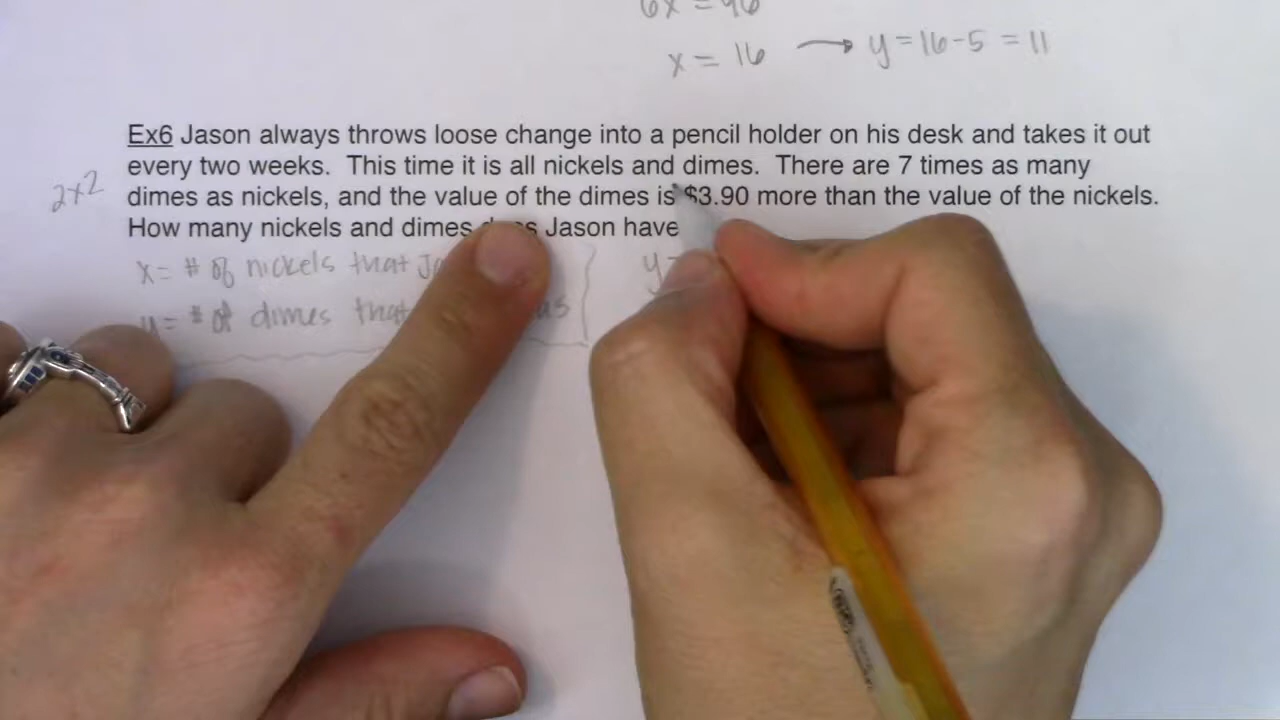 6x = 96
x = 16 → y = 16-5 = 11
Ex6 Jason always throws loose change into a pencil holder on his desk and takes it out
every two weeks. This time it is all nickels and dimes. There are 7 times as many
2x2
dimes as nickels, and the value of the dimes is $3.90 more than the value of the nickels.
How many nickels and dimes Jason have
x = # of nickels that
y = # of dimes that
y =